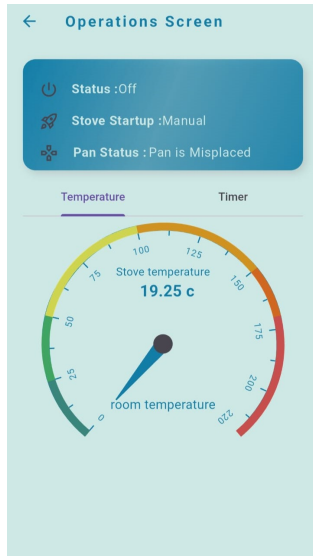 Operations Screen
Status :Off
Stove Startup :Manual
Pan Status : Pan is Misplaced
Temperature Timer
100 125
75 150
Stove temperature
19.25 c
50 175
25 200
room temperature
0 220